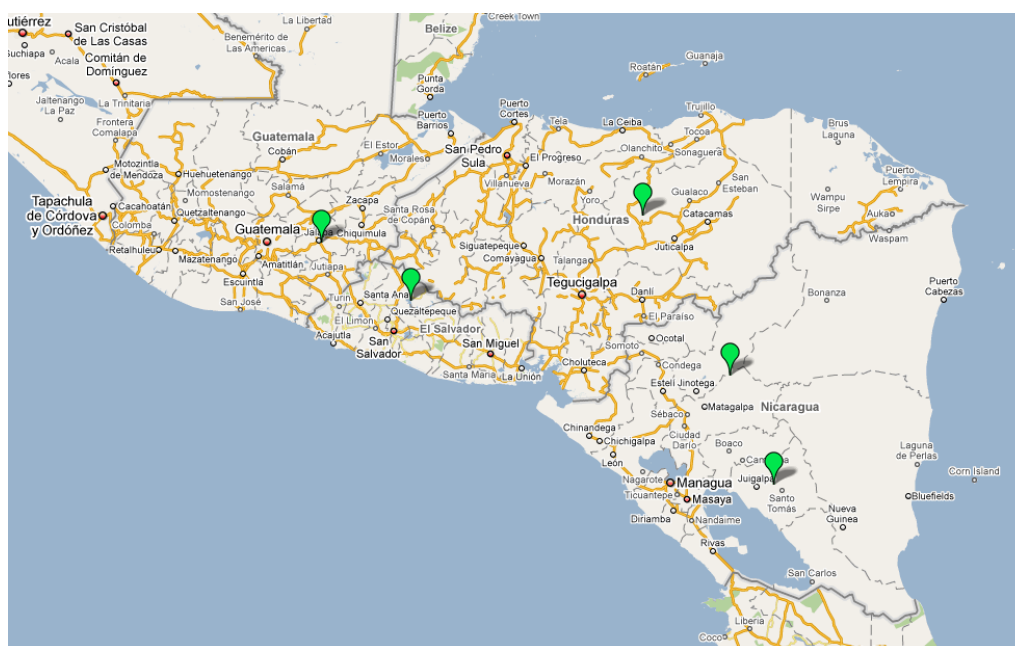 Creek Town
utiérrez
San Cristóbal
de Las Casas
La Libertad
Belize
Suchiapa
Acala
Benemérito de
Las Americas
Comitán de
Domínguez
Guanaja
Roatán
Punta
Gorda
Jaltenango
La Paz
La Trinitaria
Frontera
Comalapa
Puerto
Barrios
Puerto
Cortes
Tela
La Ceiba
Trujillo
Tocoa
Brus
Laguna
Guatemala
Cobán
El Estor
Morales
San Pedro
Sula
El Progreso
Olanchito
Sonaguera
Motozintla
de Mendoza
Huehuetenango
Momostenango
Salamá
Villanueva
Morazán
Yoro
Gualaco
San
Esteban
Puerto
Lempira
Wampu
Sirpe
Tapachula
de Córdova
y Ordóñez
Cacahoatán
Quetzaltenango
Colomba
Zacapa
Santa Rosa
de Copán
Honduras
Catacamas
Aukao
Waspam
Guatemala
Jalapa
Chiquimula
Retalhuleu
Mazatenango
Amatitlán
Siguatepeque
Comayagua
Talanga
Juticalpa
Escuintla
Jutiapa
Tegucigalpa
Danlí
Puerto
Cabezas
Bonanza
San José
Turin
Santa Ana
Quezaltepeque
El Limon
El Salvador
El Paraíso
Acajutla
San
Salvador
San Miguel
Ocotal
Somoto
Santa Maria
La Unión
Choluteca
Condega
Estelí
Jinotega
Matagalpa
Nicaragua
Sébaco
Chinandega
Chichigalpa
Ciudad
Darío
Boaco
León
Laguna
de Perlas
Corn Island
Nagarote
Managua
Juigalpa
Ticuantepe
Masaya
Santo
Tomás
Bluefields
Diriamba
Nandaime
Nueva
Guinea
Rivas
San Carlos
Liberia
Coco